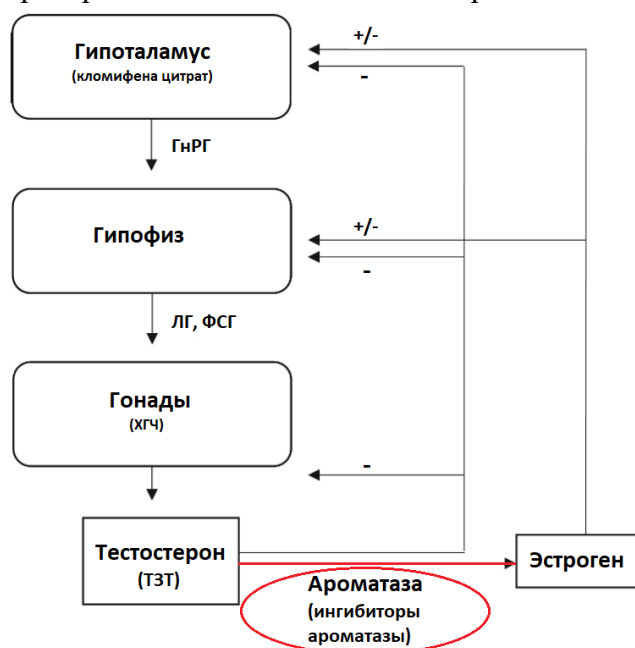 Гипоталамус
(кломифена цитрат)
+/-
-
ГнРГ
Гипофиз
+/-
-
ЛГ, ФСГ
Гонады
(ХГЧ)
-
Тестостерон
(ТЗТ)
Ароматаза
(ингибиторы
ароматазы)
Эстроген